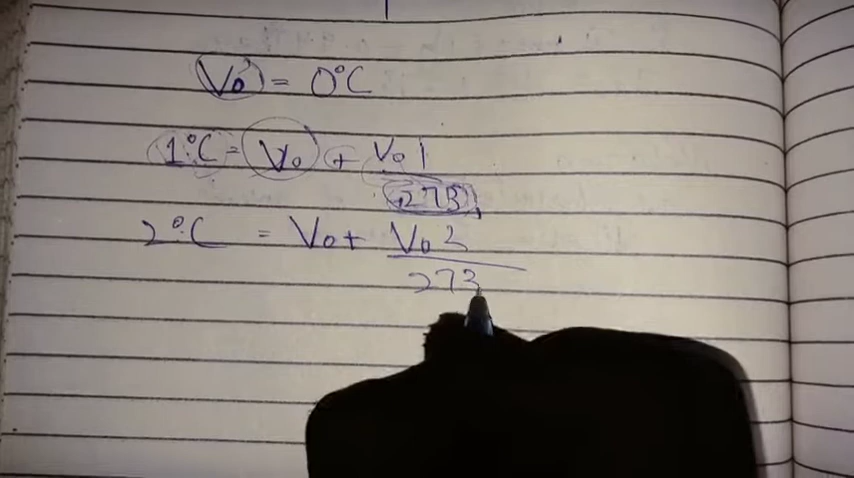 V₀ = 0°C
1°C = V₀ + V₀ 1
273
2°C = V₀ + V₀ 2
273